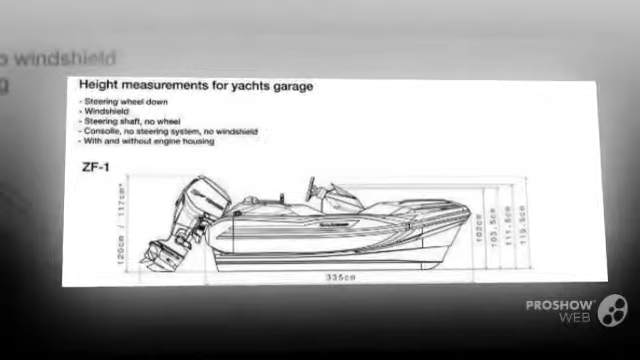 o windshield
g
Height measurements for yachts garage
- Steering wheel down
- Windshield
- Steering shaft, no wheel
- Consolle, no steering system, no windshield
- With and without engine housing
ZF-1
120cm / 117cm*
102cm
103,5cm
111,5cm
115,5cm
335cm
PROSHOW
WEB